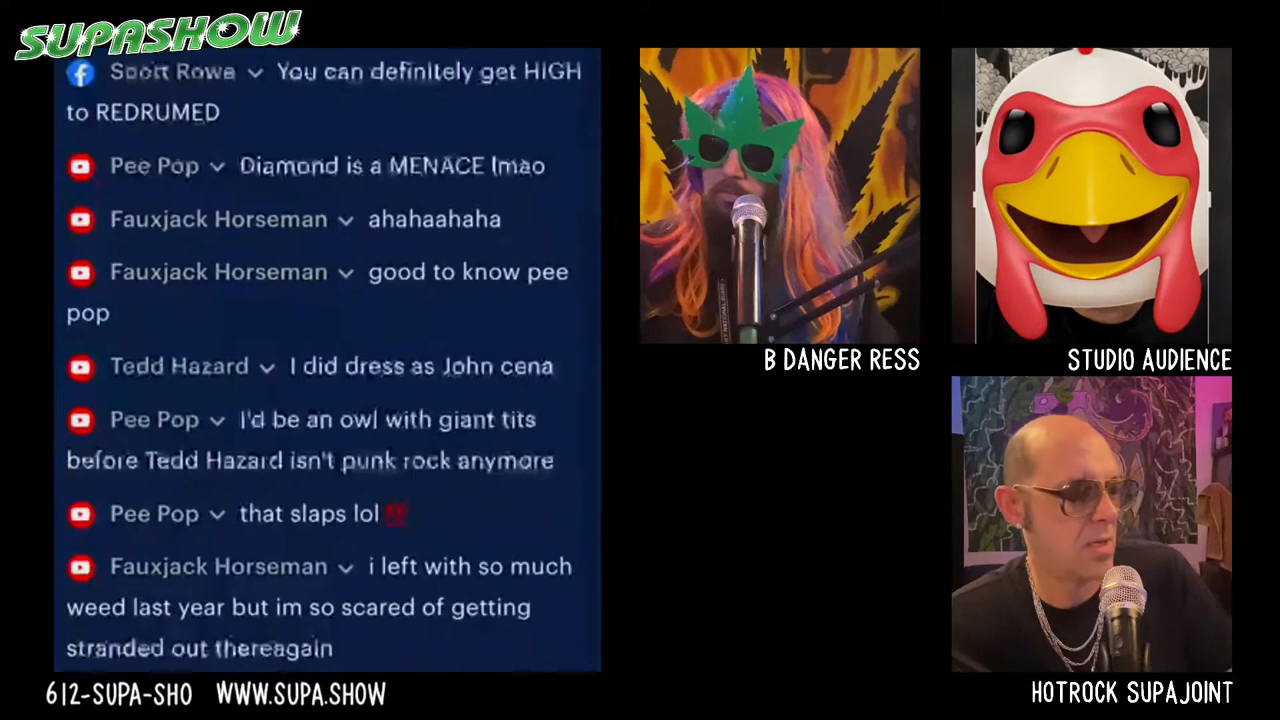 SUPASHOW
Scott Rowe You can definitely get HIGH
to REDRUMED
Pee Pop Diamond is a MENACE lmao
Fauxjack Horseman ahahaahaha
Fauxjack Horseman good to know pee
pop
Tedd Hazard I did dress as John cena
Pee Pop I'd be an owl with giant tits
before Tedd Hazard isn't punk rock anymore
Pee Pop that slaps lol
Fauxjack Horseman i left with so much
weed last year but im so scared of getting
stranded out thereagain
B DANGER RESS
STUDIO AUDIENCE
HOTROCK SUPAJOINT
612-SUPA-SHO WWW.SUPA.SHOW